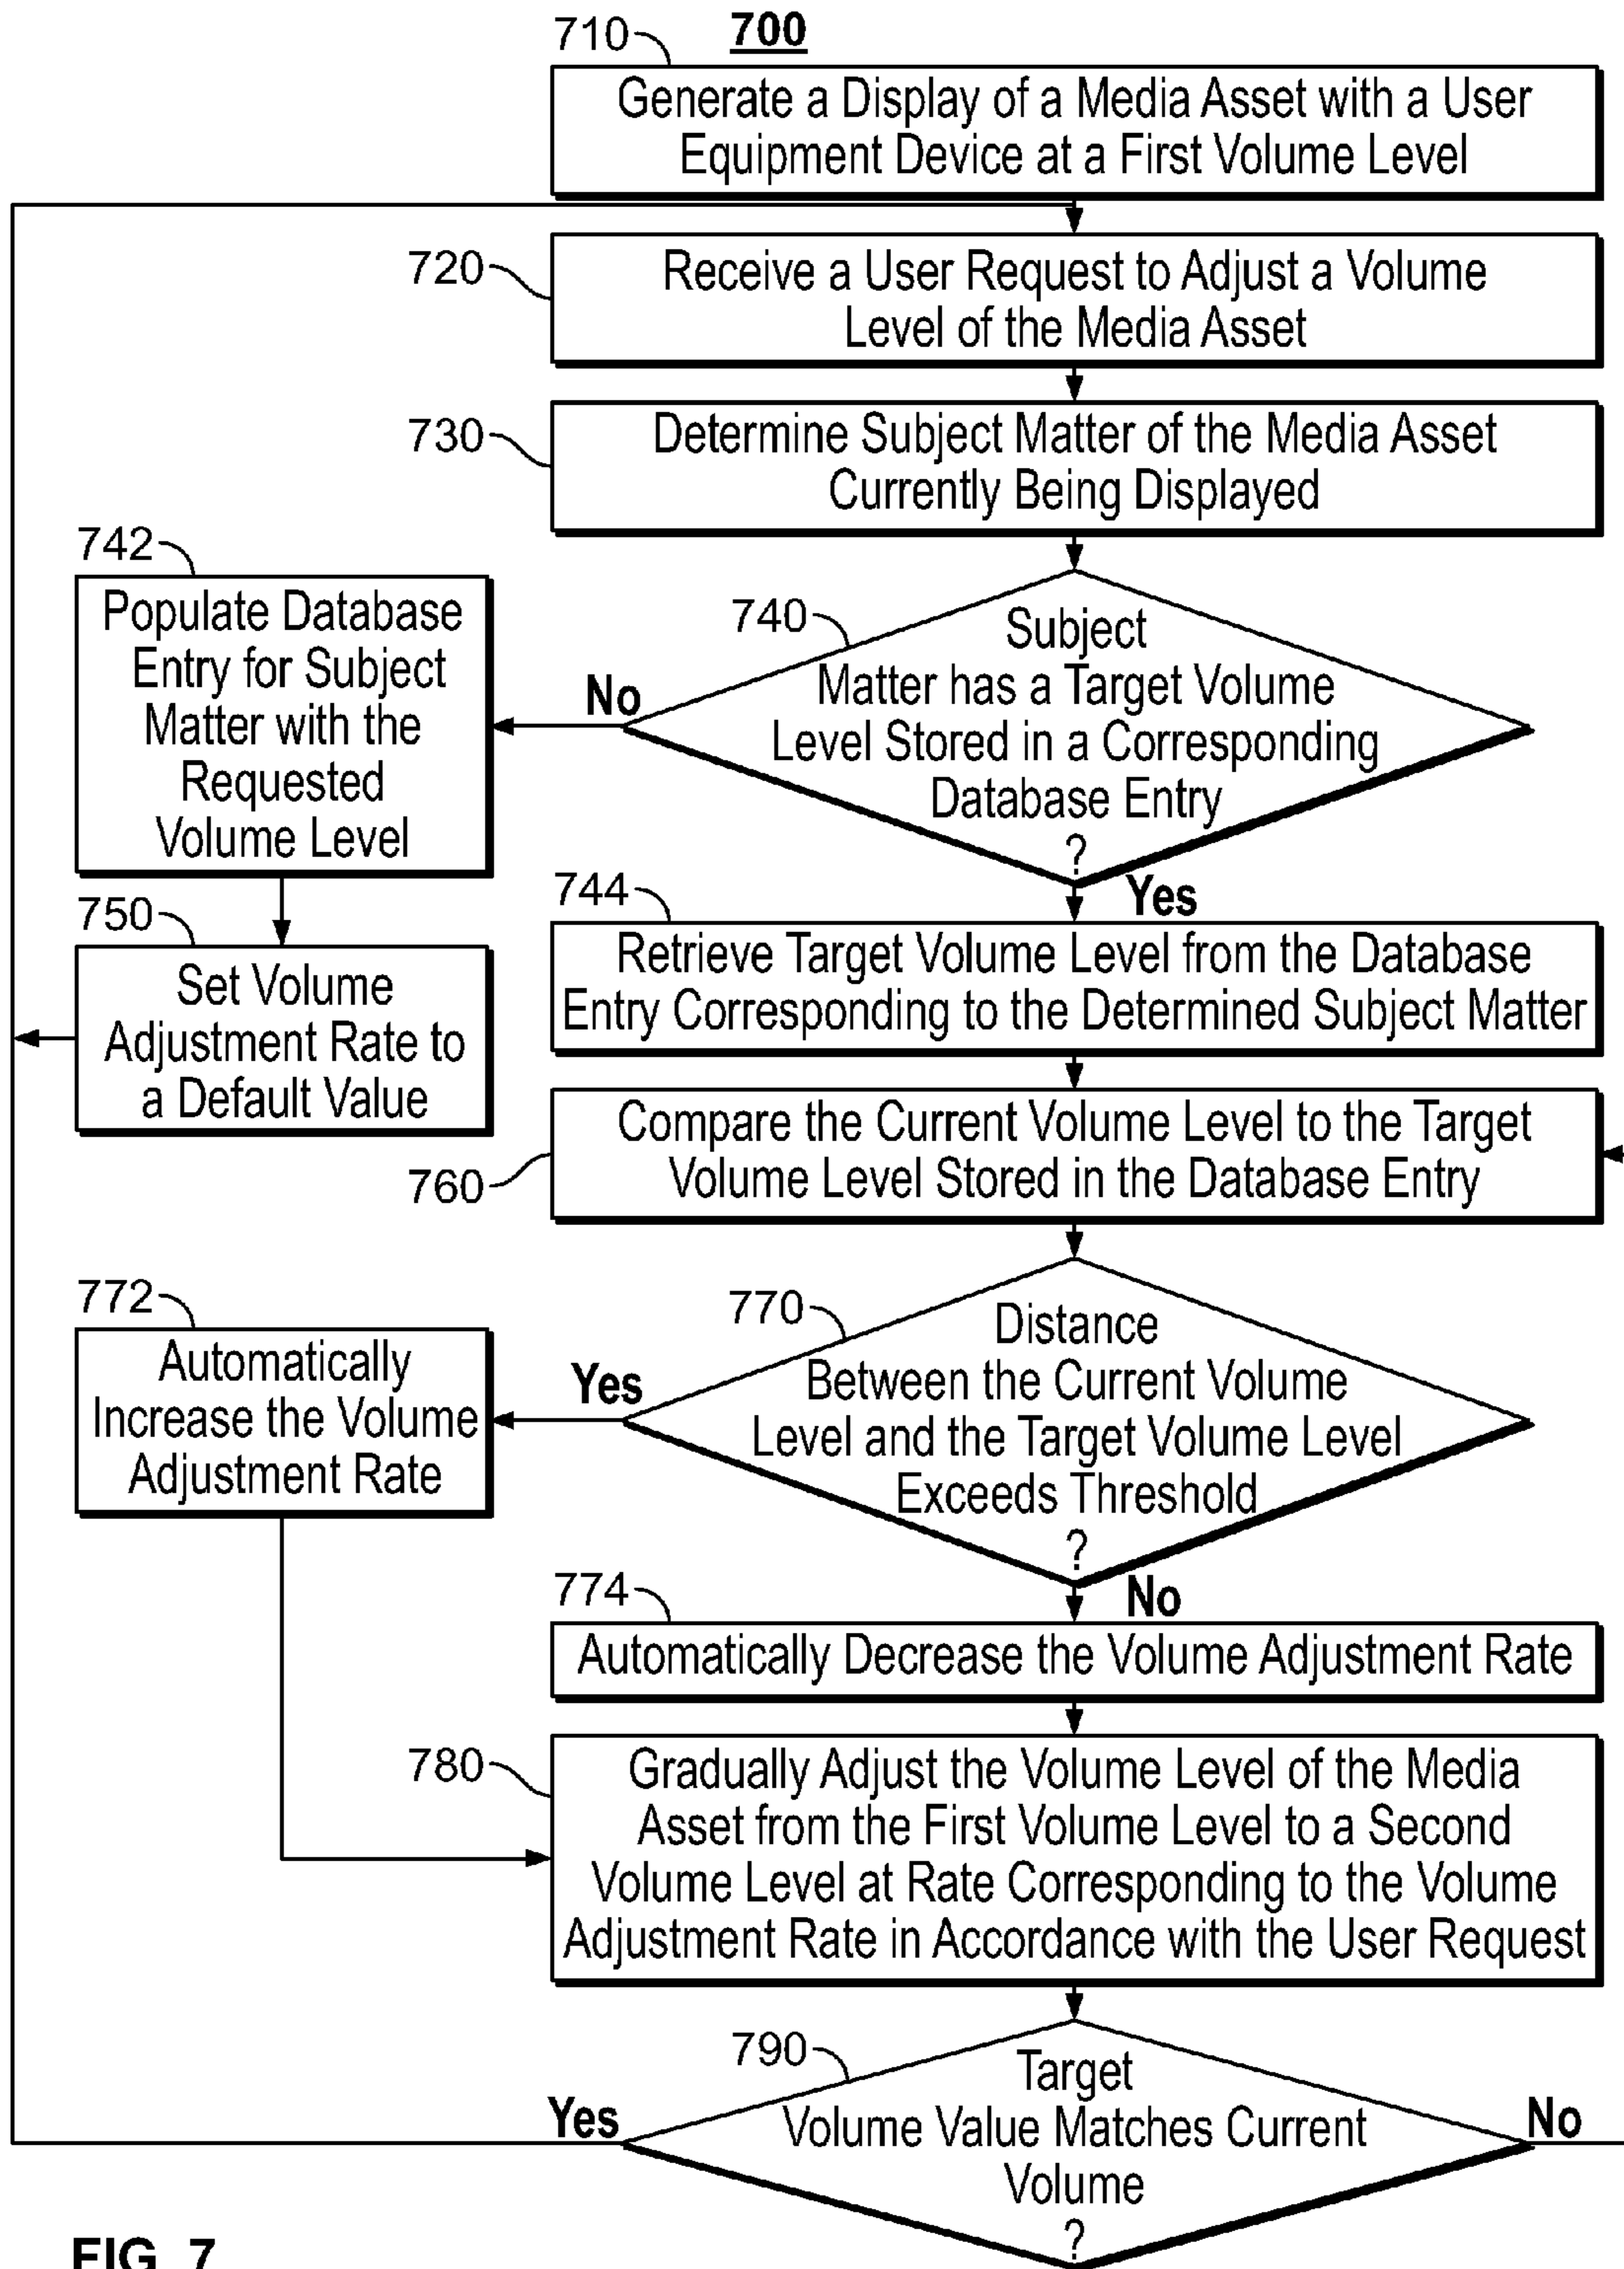 700
710
Generate a Display of a Media Asset with a User
Equipment Device at a First Volume Level
720
Receive a User Request to Adjust a Volume
Level of the Media Asset
730
Determine Subject Matter of the Media Asset
Currently Being Displayed
740
Subject
Matter has a Target Volume
Level Stored in a Corresponding
Database Entry
?
No
Yes
742
Populate Database
Entry for Subject
Matter with the
Requested
Volume Level
750
Set Volume
Adjustment Rate to
a Default Value
744
Retrieve Target Volume Level from the Database
Entry Corresponding to the Determined Subject Matter
760
Compare the Current Volume Level to the Target
Volume Level Stored in the Database Entry
770
Distance
Between the Current Volume
Level and the Target Volume Level
Exceeds Threshold
?
Yes
No
772
Automatically
Increase the Volume
Adjustment Rate
774
Automatically Decrease the Volume Adjustment Rate
780
Gradually Adjust the Volume Level of the Media
Asset from the First Volume Level to a Second
Volume Level at Rate Corresponding to the Volume
Adjustment Rate in Accordance with the User Request
790
Target
Volume Value Matches Current
Volume
?
Yes
No
FIG. 7